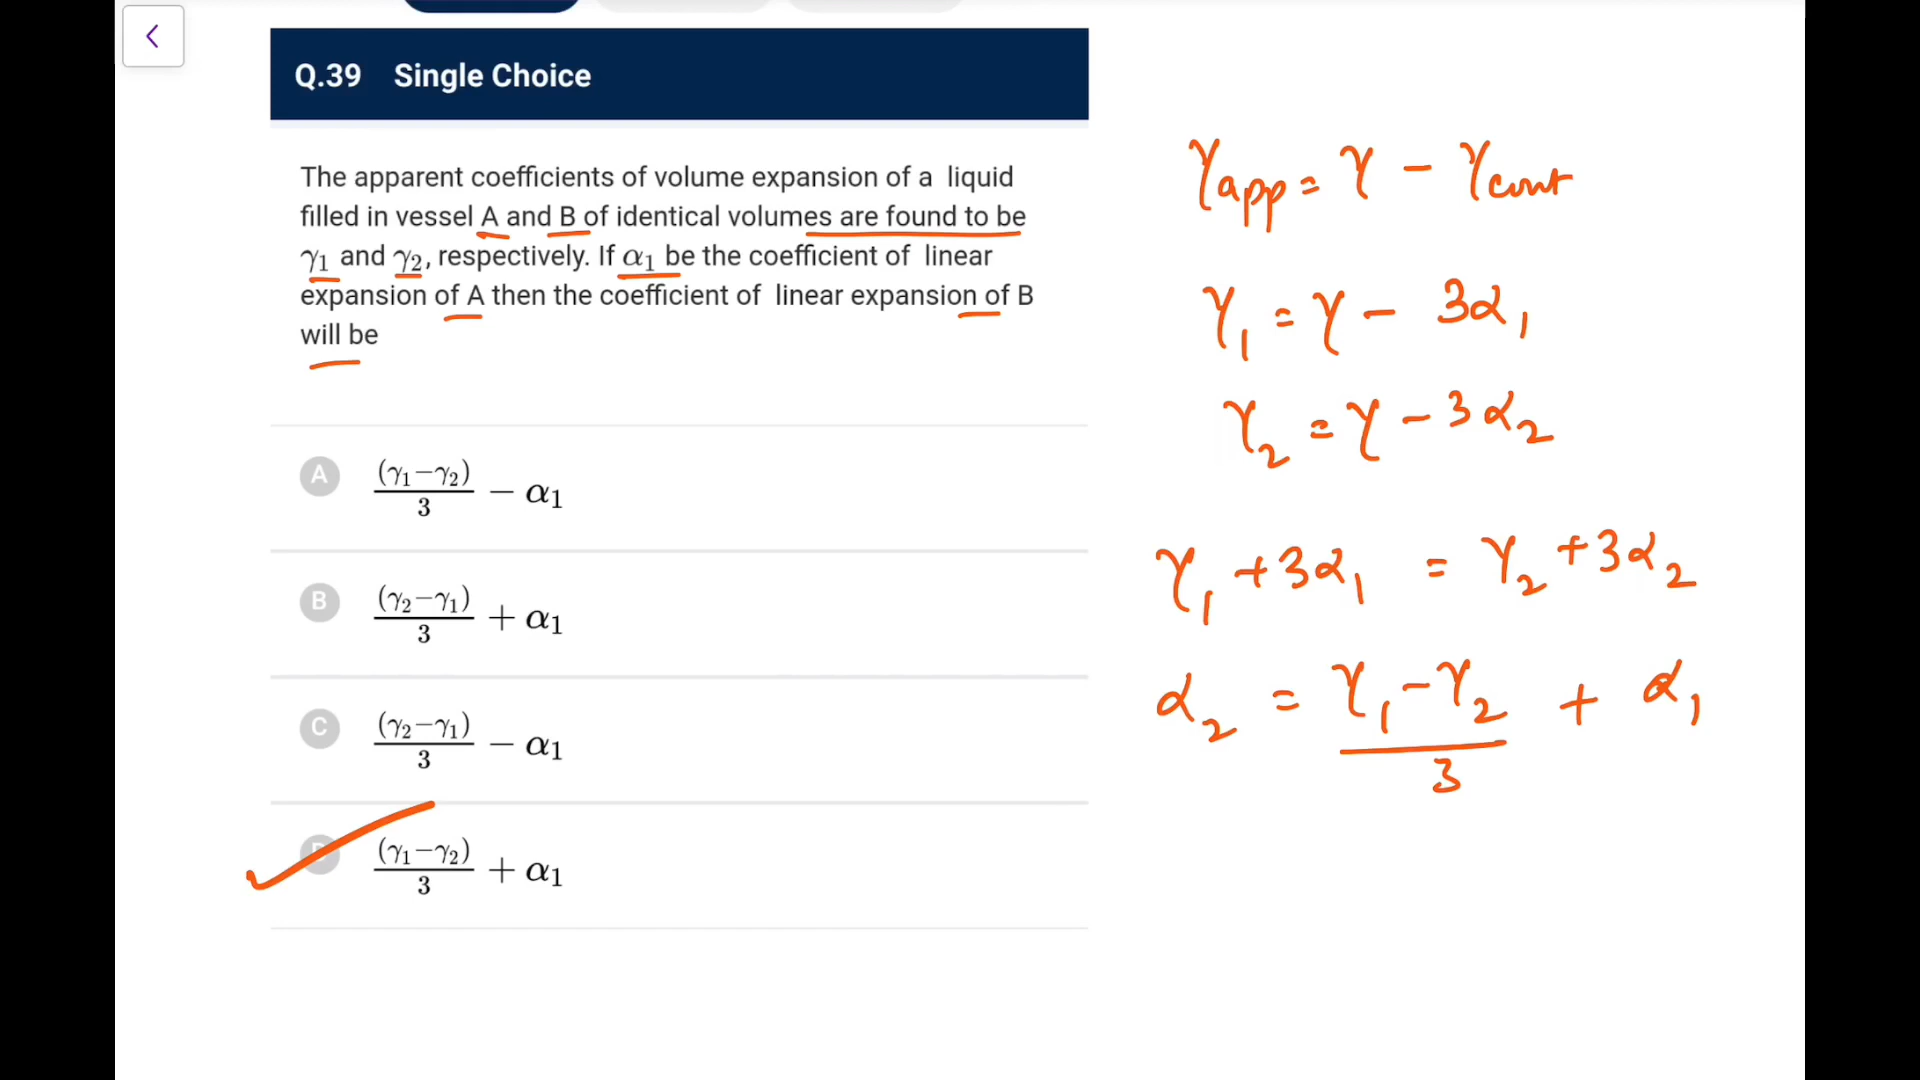 Q.39 Single Choice
The apparent coefficients of volume expansion of a liquid
filled in vessel A and B of identical volumes are found to be
γ₁ and γ₂, respectively. If α₁ be the coefficient of linear
expansion of A then the coefficient of linear expansion of B
will be
A (γ₁−γ₂)/3 − α₁
B (γ₂−γ₁)/3 + α₁
C (γ₂−γ₁)/3 − α₁
D (γ₁−γ₂)/3 + α₁
γapp = γ − γcont
γ₁ = γ − 3α₁
γ₂ = γ − 3α₂
γ₁ + 3α₁ = γ₂ + 3α₂
α₂ = (γ₁ − γ₂)/3 + α₁